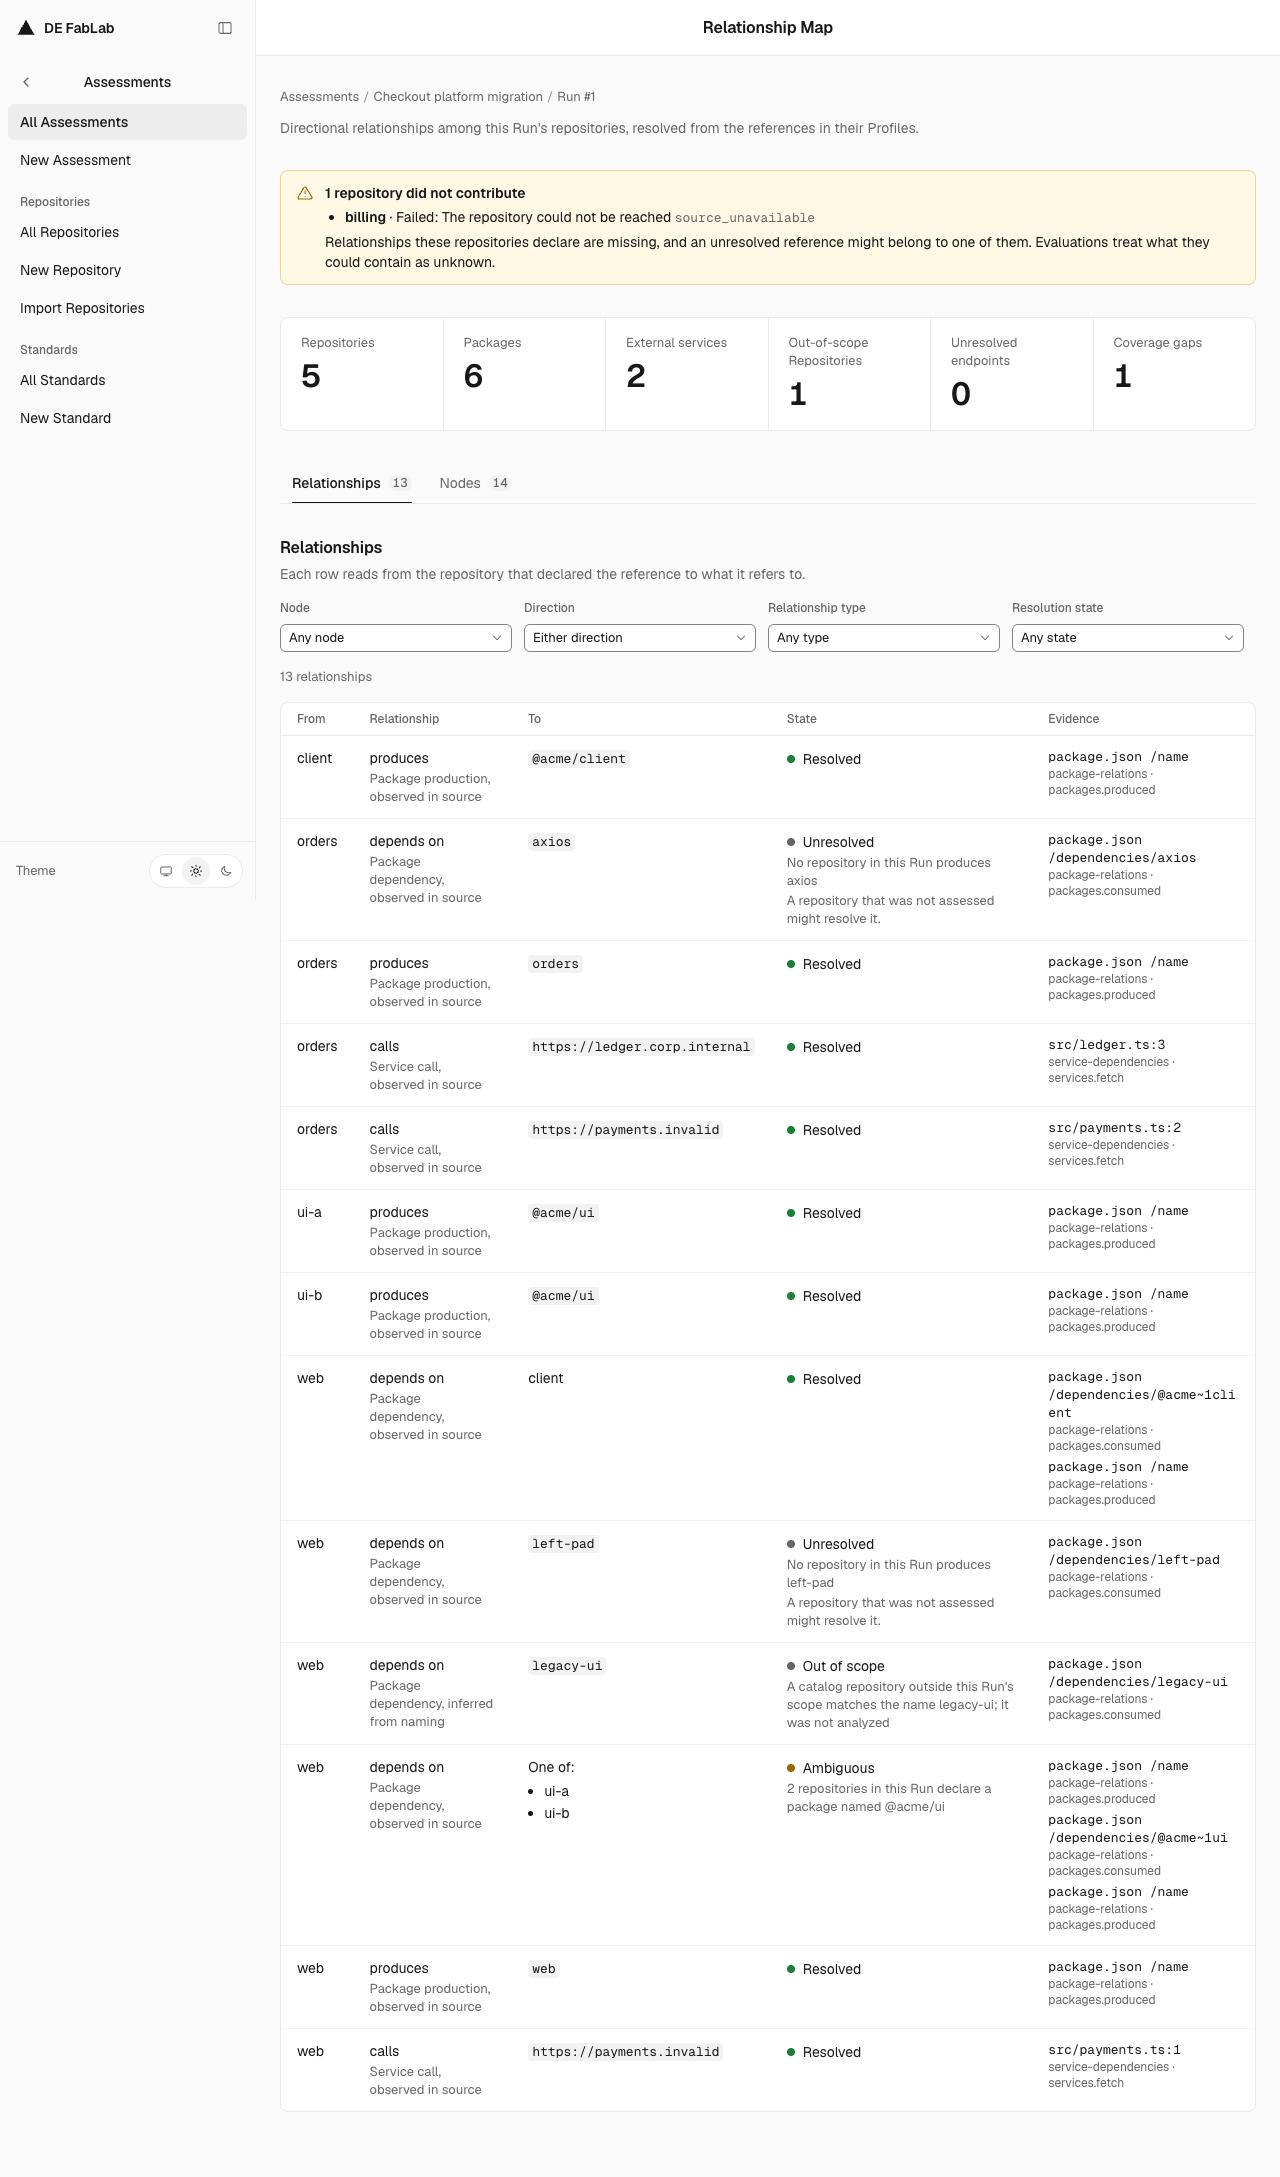 DE FabLab
Relationship Map
Assessments
All Assessments
New Assessment
Repositories
All Repositories
New Repository
Import Repositories
Standards
All Standards
New Standard
Theme
Assessments / Checkout platform migration / Run #1
Directional relationships among this Run's repositories, resolved from the references in their Profiles.
1 repository did not contribute
• billing · Failed: The repository could not be reached source_unavailable
Relationships these repositories declare are missing, and an unresolved reference might belong to one of them. Evaluations treat what they
could contain as unknown.
Repositories
5
Packages
6
External services
2
Out-of-scope
Repositories
1
Unresolved
endpoints
0
Coverage gaps
1
Relationships 13
Nodes 14
Relationships
Each row reads from the repository that declared the reference to what it refers to.
Node
Any node
Direction
Either direction
Relationship type
Any type
Resolution state
Any state
13 relationships
From Relationship To State Evidence
client
produces
Package production,
observed in source
@acme/client
Resolved
package.json /name
package-relations ·
packages.produced
orders
depends on
Package
dependency,
observed in source
axios
Unresolved
No repository in this Run produces
axios
A repository that was not assessed
might resolve it.
package.json
/dependencies/axios
package-relations ·
packages.consumed
orders
produces
Package production,
observed in source
orders
Resolved
package.json /name
package-relations ·
packages.produced
orders
calls
Service call,
observed in source
https://ledger.corp.internal
Resolved
src/ledger.ts:3
service-dependencies ·
services.fetch
orders
calls
Service call,
observed in source
https://payments.invalid
Resolved
src/payments.ts:2
service-dependencies ·
services.fetch
ui-a
produces
Package production,
observed in source
@acme/ui
Resolved
package.json /name
package-relations ·
packages.produced
ui-b
produces
Package production,
observed in source
@acme/ui
Resolved
package.json /name
package-relations ·
packages.produced
web
depends on
Package
dependency,
observed in source
client
Resolved
package.json
/dependencies/@acme~1cli
ent
package-relations ·
packages.consumed
package.json /name
package-relations ·
packages.produced
web
depends on
Package
dependency,
observed in source
left-pad
Unresolved
No repository in this Run produces
left-pad
A repository that was not assessed
might resolve it.
package.json
/dependencies/left-pad
package-relations ·
packages.consumed
web
depends on
Package
dependency, inferred
from naming
legacy-ui
Out of scope
A catalog repository outside this Run's
scope matches the name legacy-ui; it
was not analyzed
package.json
/dependencies/legacy-ui
package-relations ·
packages.consumed
web
depends on
Package
dependency,
observed in source
One of:
• ui-a
• ui-b
Ambiguous
2 repositories in this Run declare a
package named @acme/ui
package.json /name
package-relations ·
packages.produced
package.json
/dependencies/@acme~1ui
package-relations ·
packages.consumed
package.json /name
package-relations ·
packages.produced
web
produces
Package production,
observed in source
web
Resolved
package.json /name
package-relations ·
packages.produced
web
calls
Service call,
observed in source
https://payments.invalid
Resolved
src/payments.ts:1
service-dependencies ·
services.fetch